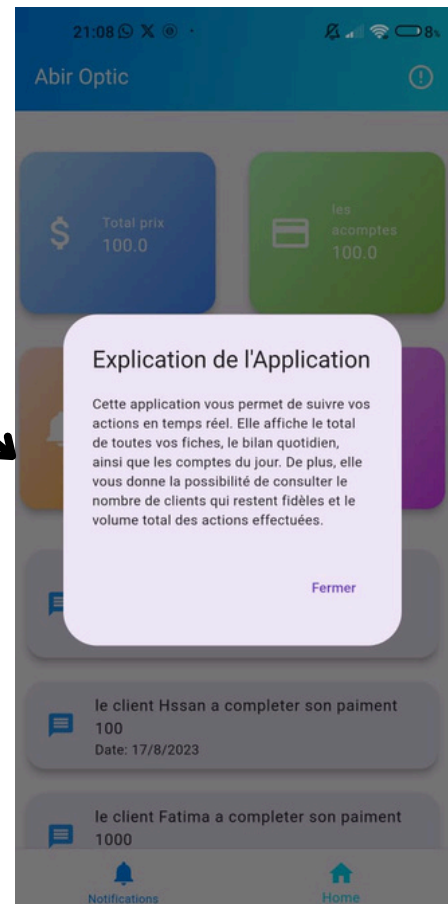 21:08
8%
Abir Optic
Total prix
100.0
les
acomptes
100.0
Explication de l'Application
Cette application vous permet de suivre vos
actions en temps réel. Elle affiche le total
de toutes vos fiches, le bilan quotidien,
ainsi que les comptes du jour. De plus, elle
vous donne la possibilité de consulter le
nombre de clients qui restent fidèles et le
volume total des actions effectuées.
Fermer
le client Hssan a completer son paiment
100
Date: 17/8/2023
le client Fatima a completer son paiment
1000
Notifications
Home